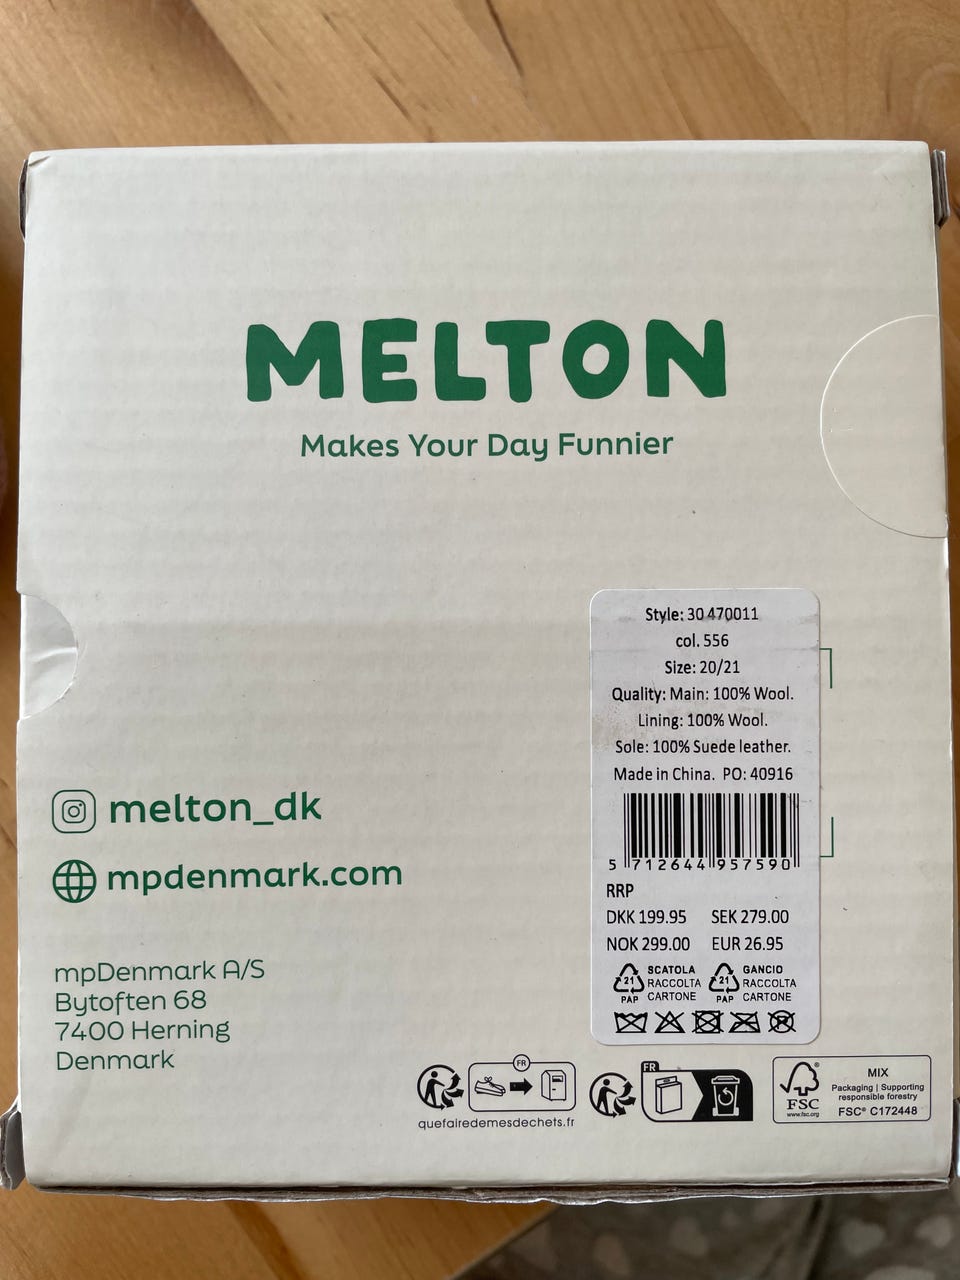 MELTON
Makes Your Day Funnier
Style: 30 470011
col. 556
Size: 20/21
Quality: Main: 100% Wool.
Lining: 100% Wool.
Sole: 100% Suede leather.
Made in China. PO: 40916
5 712644 957590
RRP
DKK 199.95 SEK 279.00
NOK 299.00 EUR 26.95
21 PAP SCATOLA RACCOLTA CARTONE
21 PAP GANCIO RACCOLTA CARTONE
melton_dk
mpdenmark.com
mpDenmark A/S
Bytoften 68
7400 Herning
Denmark
FR
quefairedemesdechets.fr
FR
FSC®
www.fsc.org
MIX
Packaging | Supporting
responsible forestry
FSC® C172448